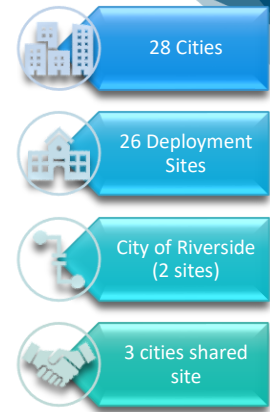 28 Cities
26 Deployment
Sites
City of Riverside
(2 sites)
3 cities shared
site